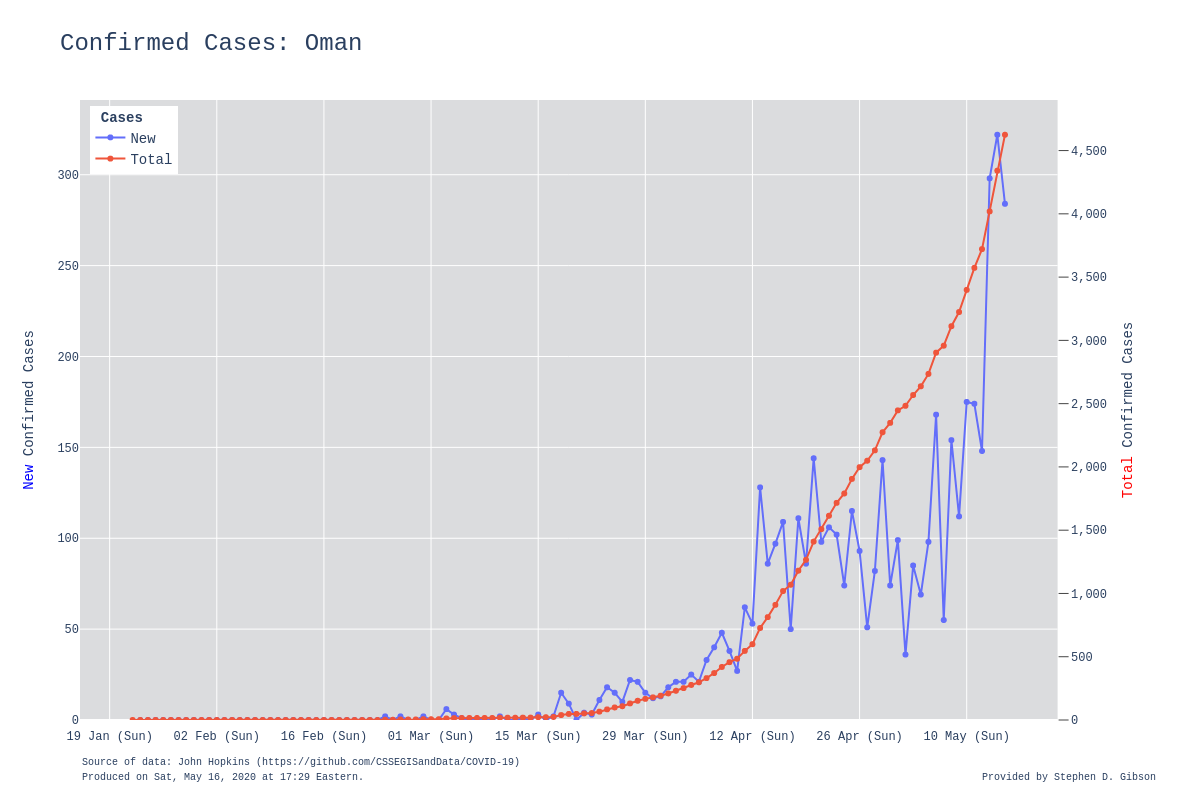 Confirmed Cases: Oman
Cases
New
Total
300
250
200
150
100
50
0
4,500
4,000
3,500
3,000
2,500
2,000
1,500
1,000
500
0
New Confirmed Cases
Total Confirmed Cases
19 Jan (Sun) 02 Feb (Sun) 16 Feb (Sun) 01 Mar (Sun) 15 Mar (Sun) 29 Mar (Sun) 12 Apr (Sun) 26 Apr (Sun) 10 May (Sun)
Source of data: John Hopkins (https://github.com/CSSEGISandData/COVID-19)
Produced on Sat, May 16, 2020 at 17:29 Eastern.
Provided by Stephen D. Gibson